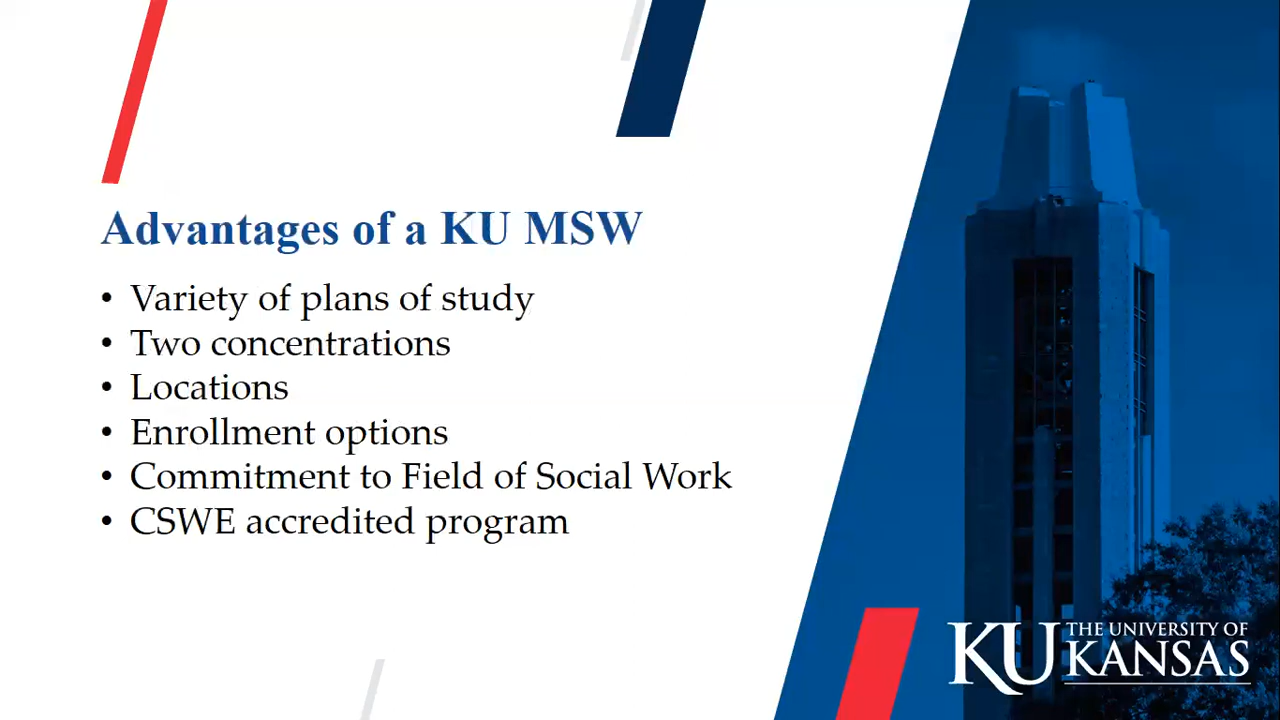 Advantages of a KU MSW
• Variety of plans of study
• Two concentrations
• Locations
• Enrollment options
• Commitment to Field of Social Work
• CSWE accredited program
KU THE UNIVERSITY OF
KANSAS